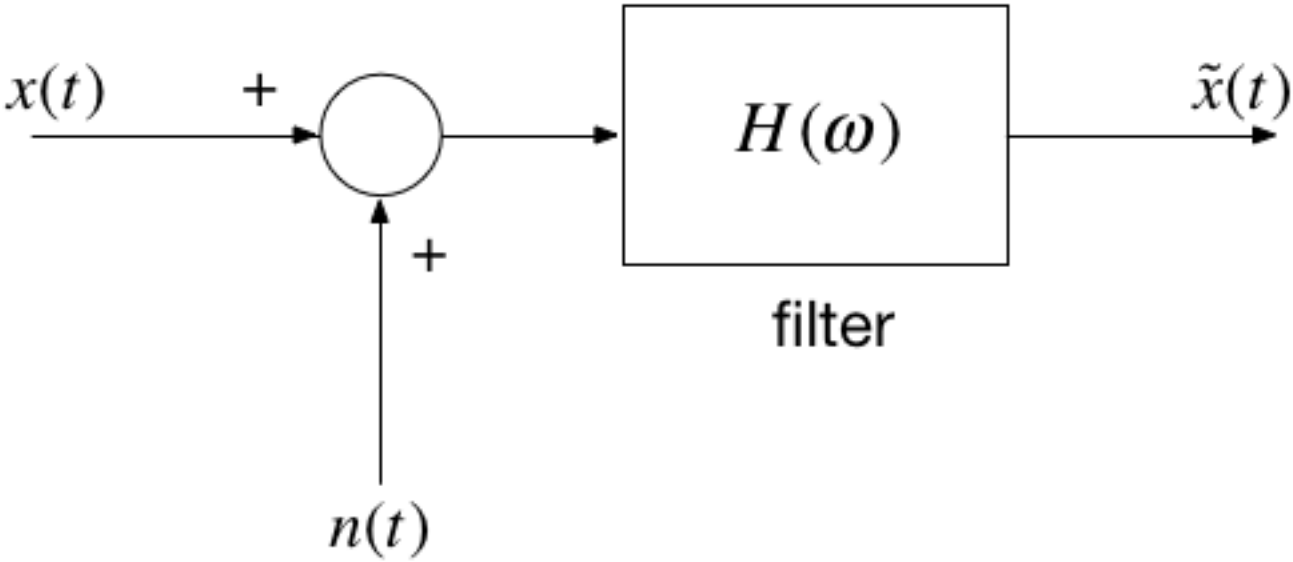 x(t)
+
H(ω)
x̃(t)
+
filter
n(t)